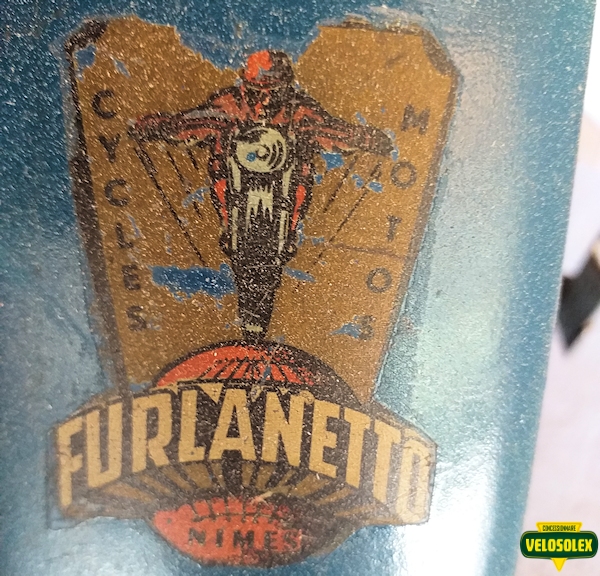 CYCLES
MOTOS
FURLANETTO
NIMES
CONCESSIONNAIRE
VELOSOLEX